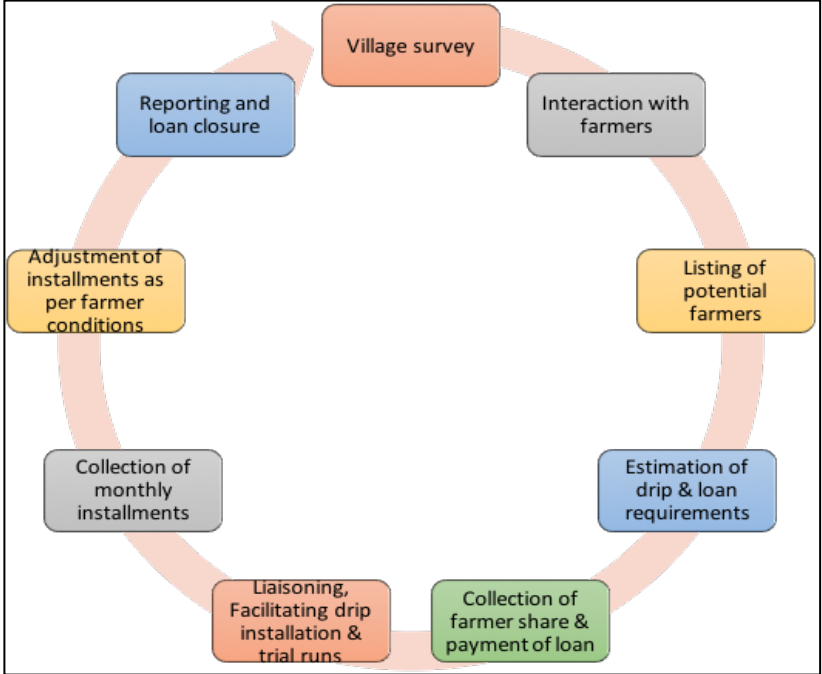 Village survey
Interaction with
farmers
Listing of
potential
farmers
Estimation of
drip & loan
requirements
Collection of
farmer share &
payment of loan
Liaisoning,
Facilitating drip
installation &
trial runs
Collection of
monthly
installments
Adjustment of
installments as
per farmer
conditions
Reporting and
loan closure